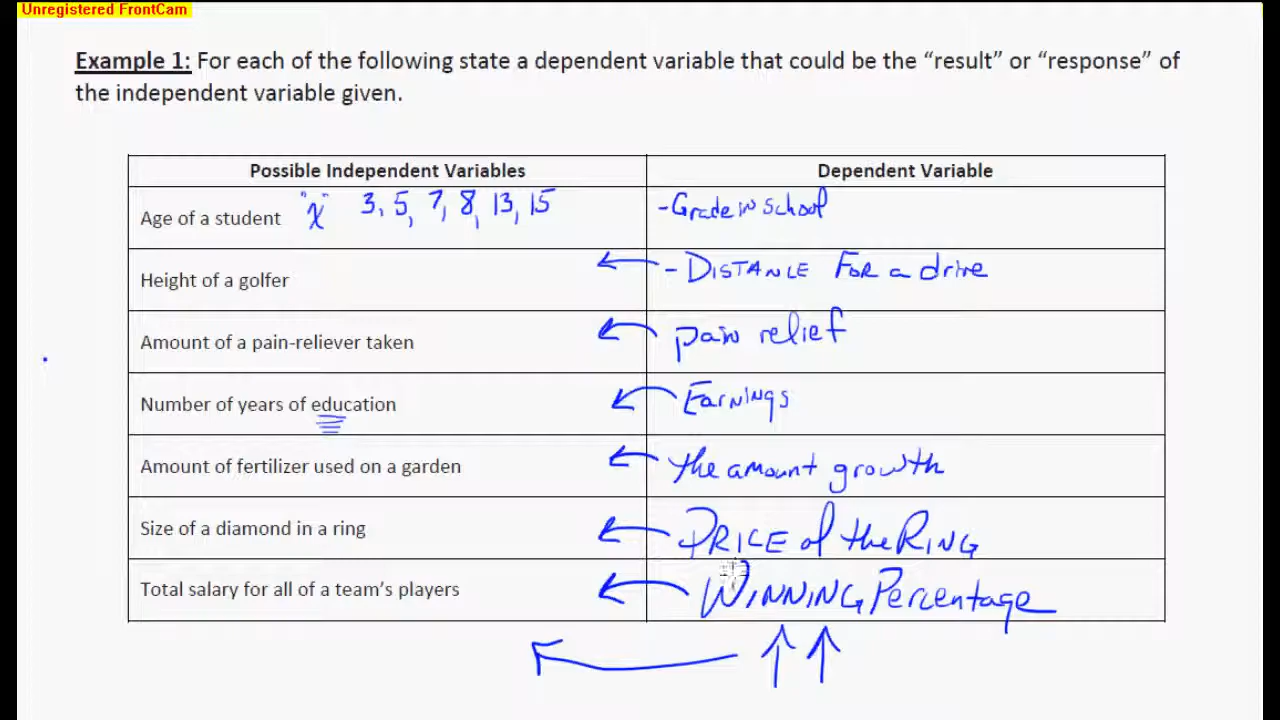 Unregistered FrontCam
Example 1: For each of the following state a dependent variable that could be the “result” or “response” of
the independent variable given.
Possible Independent Variables Dependent Variable
Age of a student "x" 3, 5, 7, 8, 13, 15 -Grade in School
Height of a golfer - DISTANCE FOR a drive
Amount of a pain-reliever taken pain relief
Number of years of education Earnings
Amount of fertilizer used on a garden the amount growth
Size of a diamond in a ring PRICE of the RING
Total salary for all of a team’s players WINNING Percentage